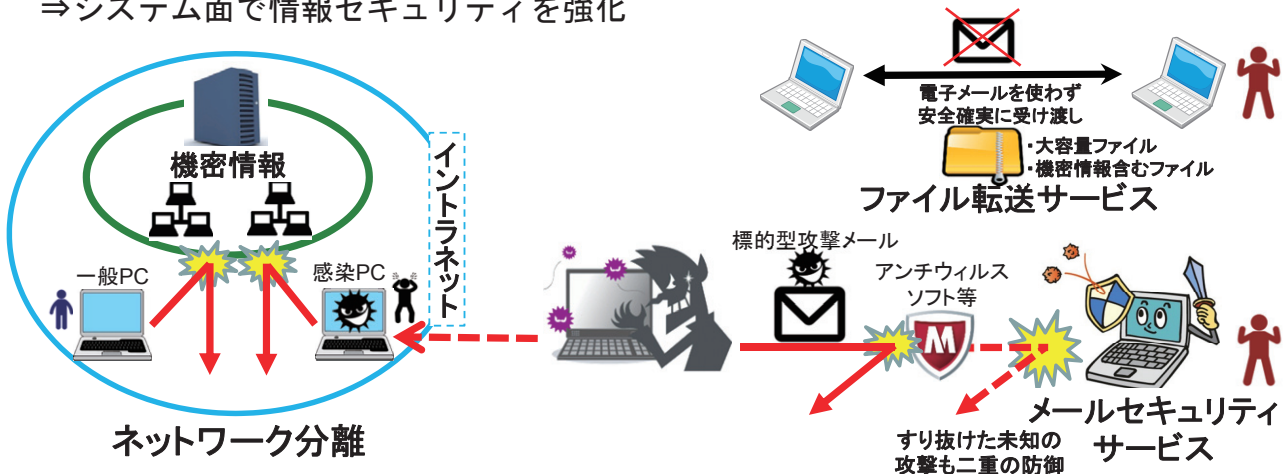 ⇒システム面で情報セキュリティを強化
機密情報
イントラネット
一般PC
感染PC
ネットワーク分離
電子メールを使わず
安全確実に受け渡し
・大容量ファイル
・機密情報含むファイル
ファイル転送サービス
標的型攻撃メール
アンチウィルス
ソフト等
M
メールセキュリティ
サービス
すり抜けた未知の
攻撃も二重の防御